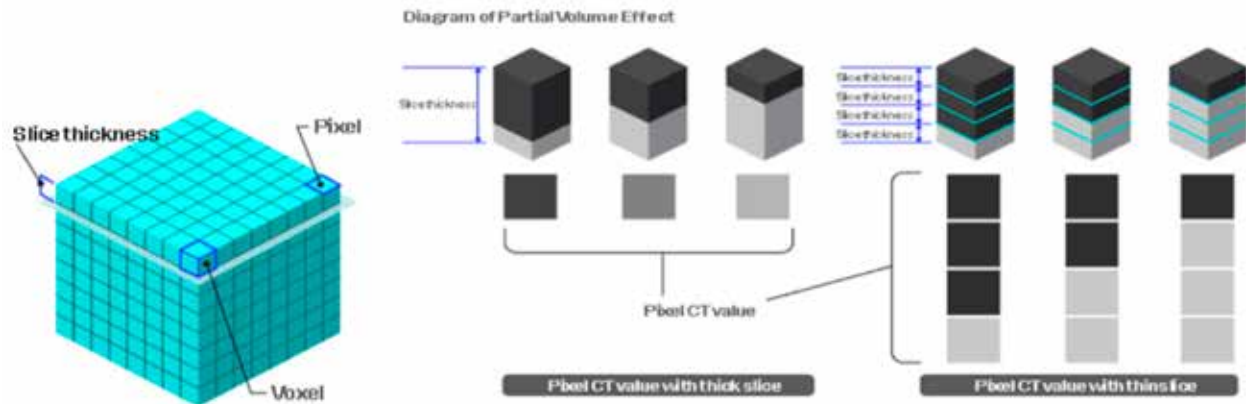 Diagram of Partial Volume Effect
Slice thickness
Pixel
Voxel
Slice thickness
Slice thickness
Slice thickness
Slice thickness
Slice thickness
Pixel CT value
Pixel CT value with thick slice
Pixel CT value with thin slice